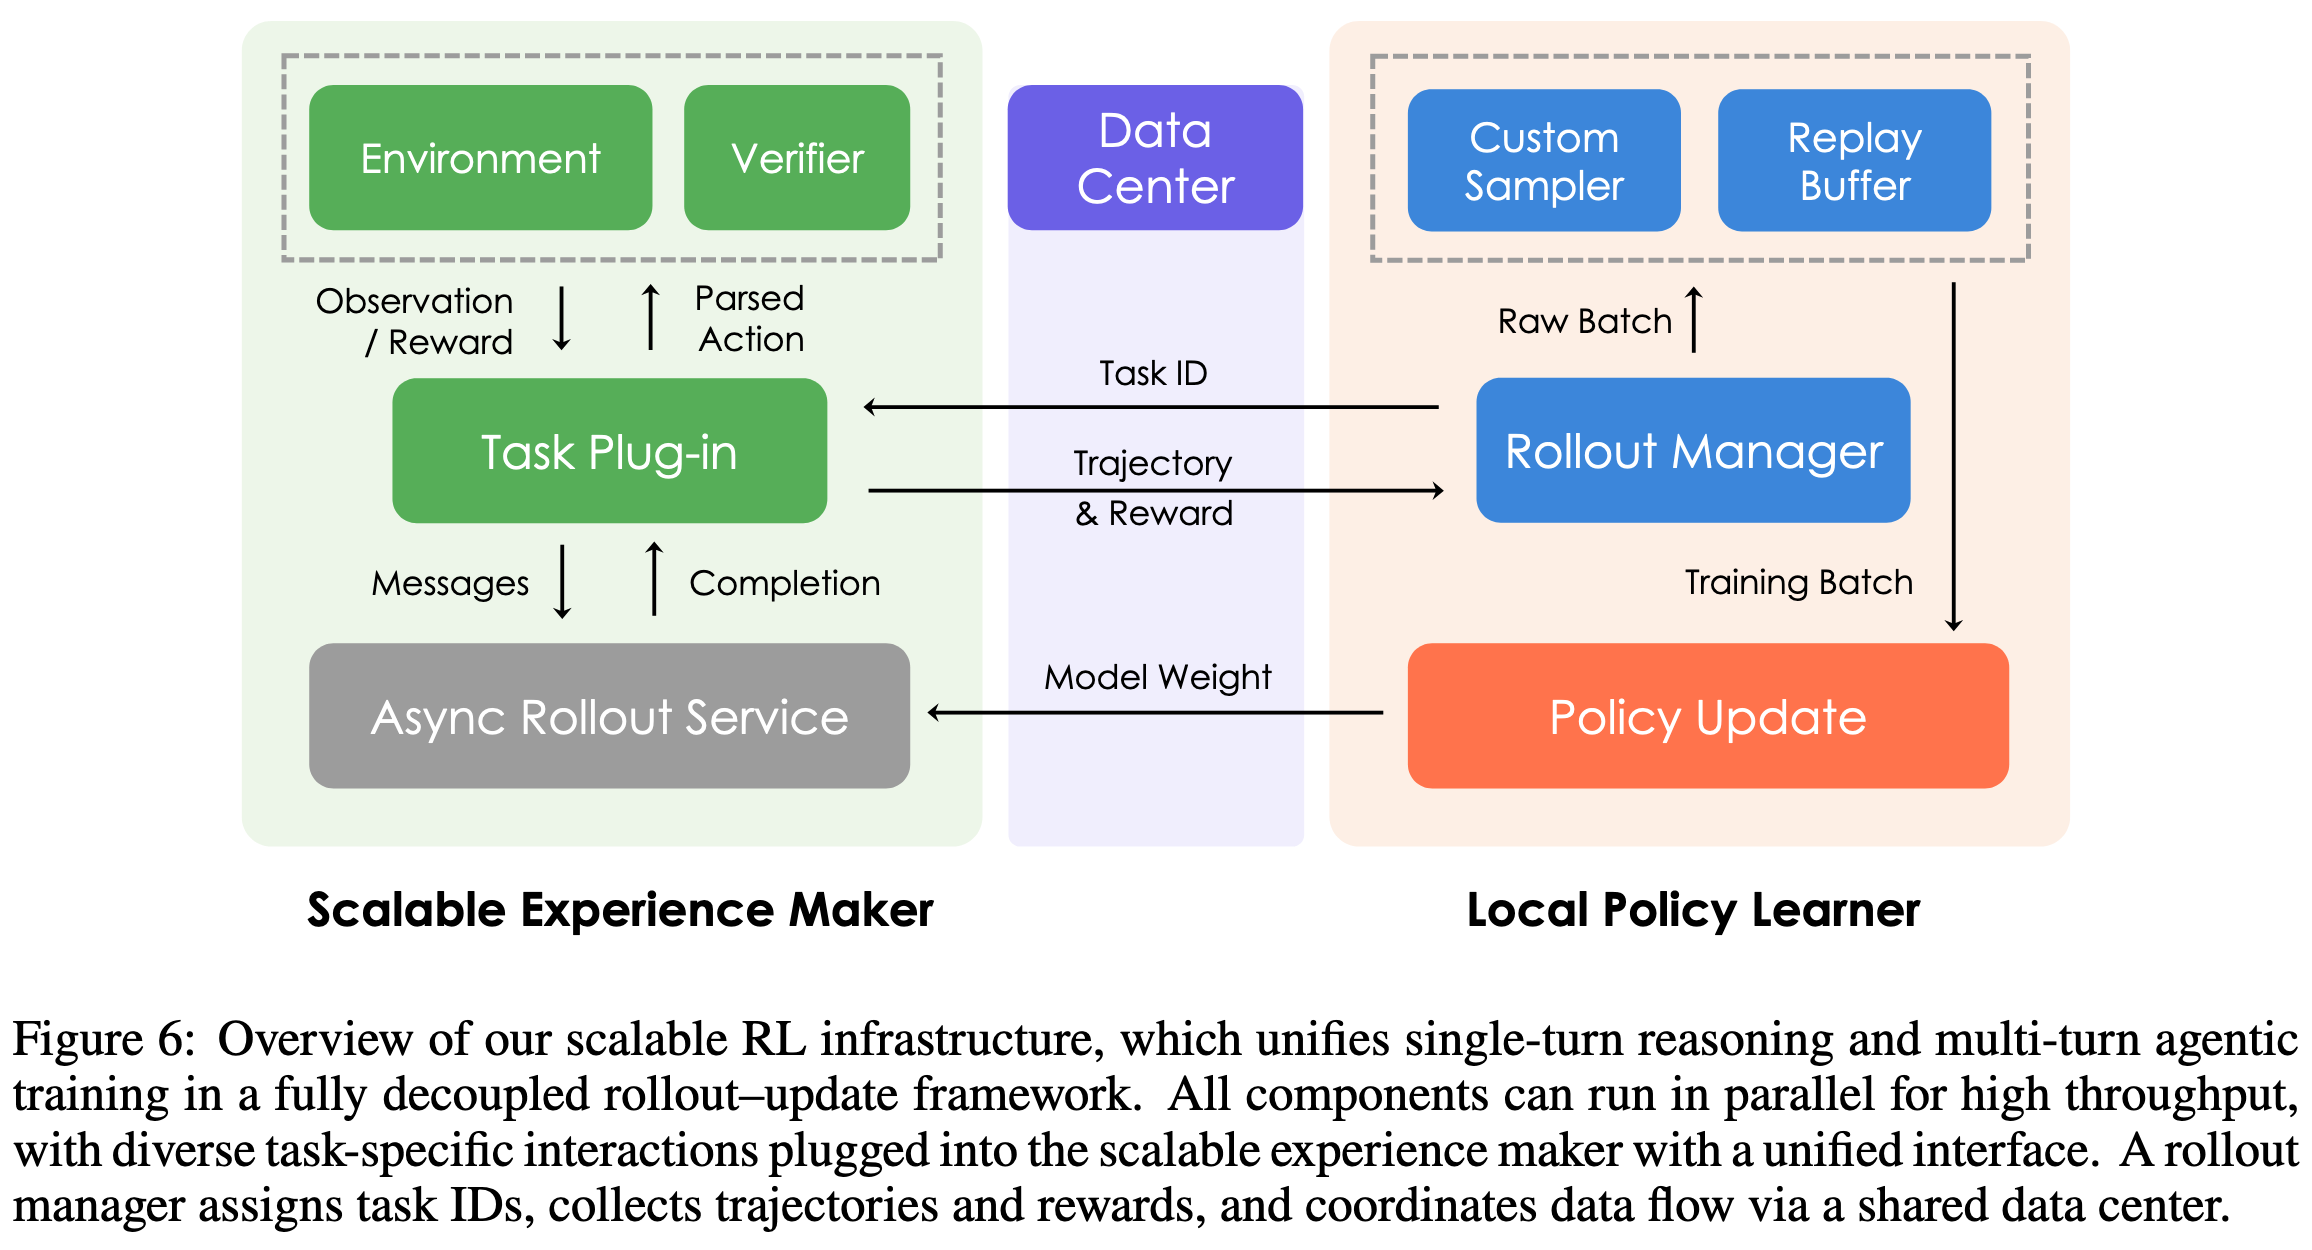 Environment
Verifier
Observation
/ Reward
Parsed
Action
Task Plug-in
Messages
Completion
Async Rollout Service
Data
Center
Task ID
Trajectory
& Reward
Model Weight
Custom
Sampler
Replay
Buffer
Raw Batch
Rollout Manager
Training Batch
Policy Update
Scalable Experience Maker
Local Policy Learner
Figure 6: Overview of our scalable RL infrastructure, which unifies single-turn reasoning and multi-turn agentic
training in a fully decoupled rollout–update framework. All components can run in parallel for high throughput,
with diverse task-specific interactions plugged into the scalable experience maker with a unified interface. A rollout
manager assigns task IDs, collects trajectories and rewards, and coordinates data flow via a shared data center.